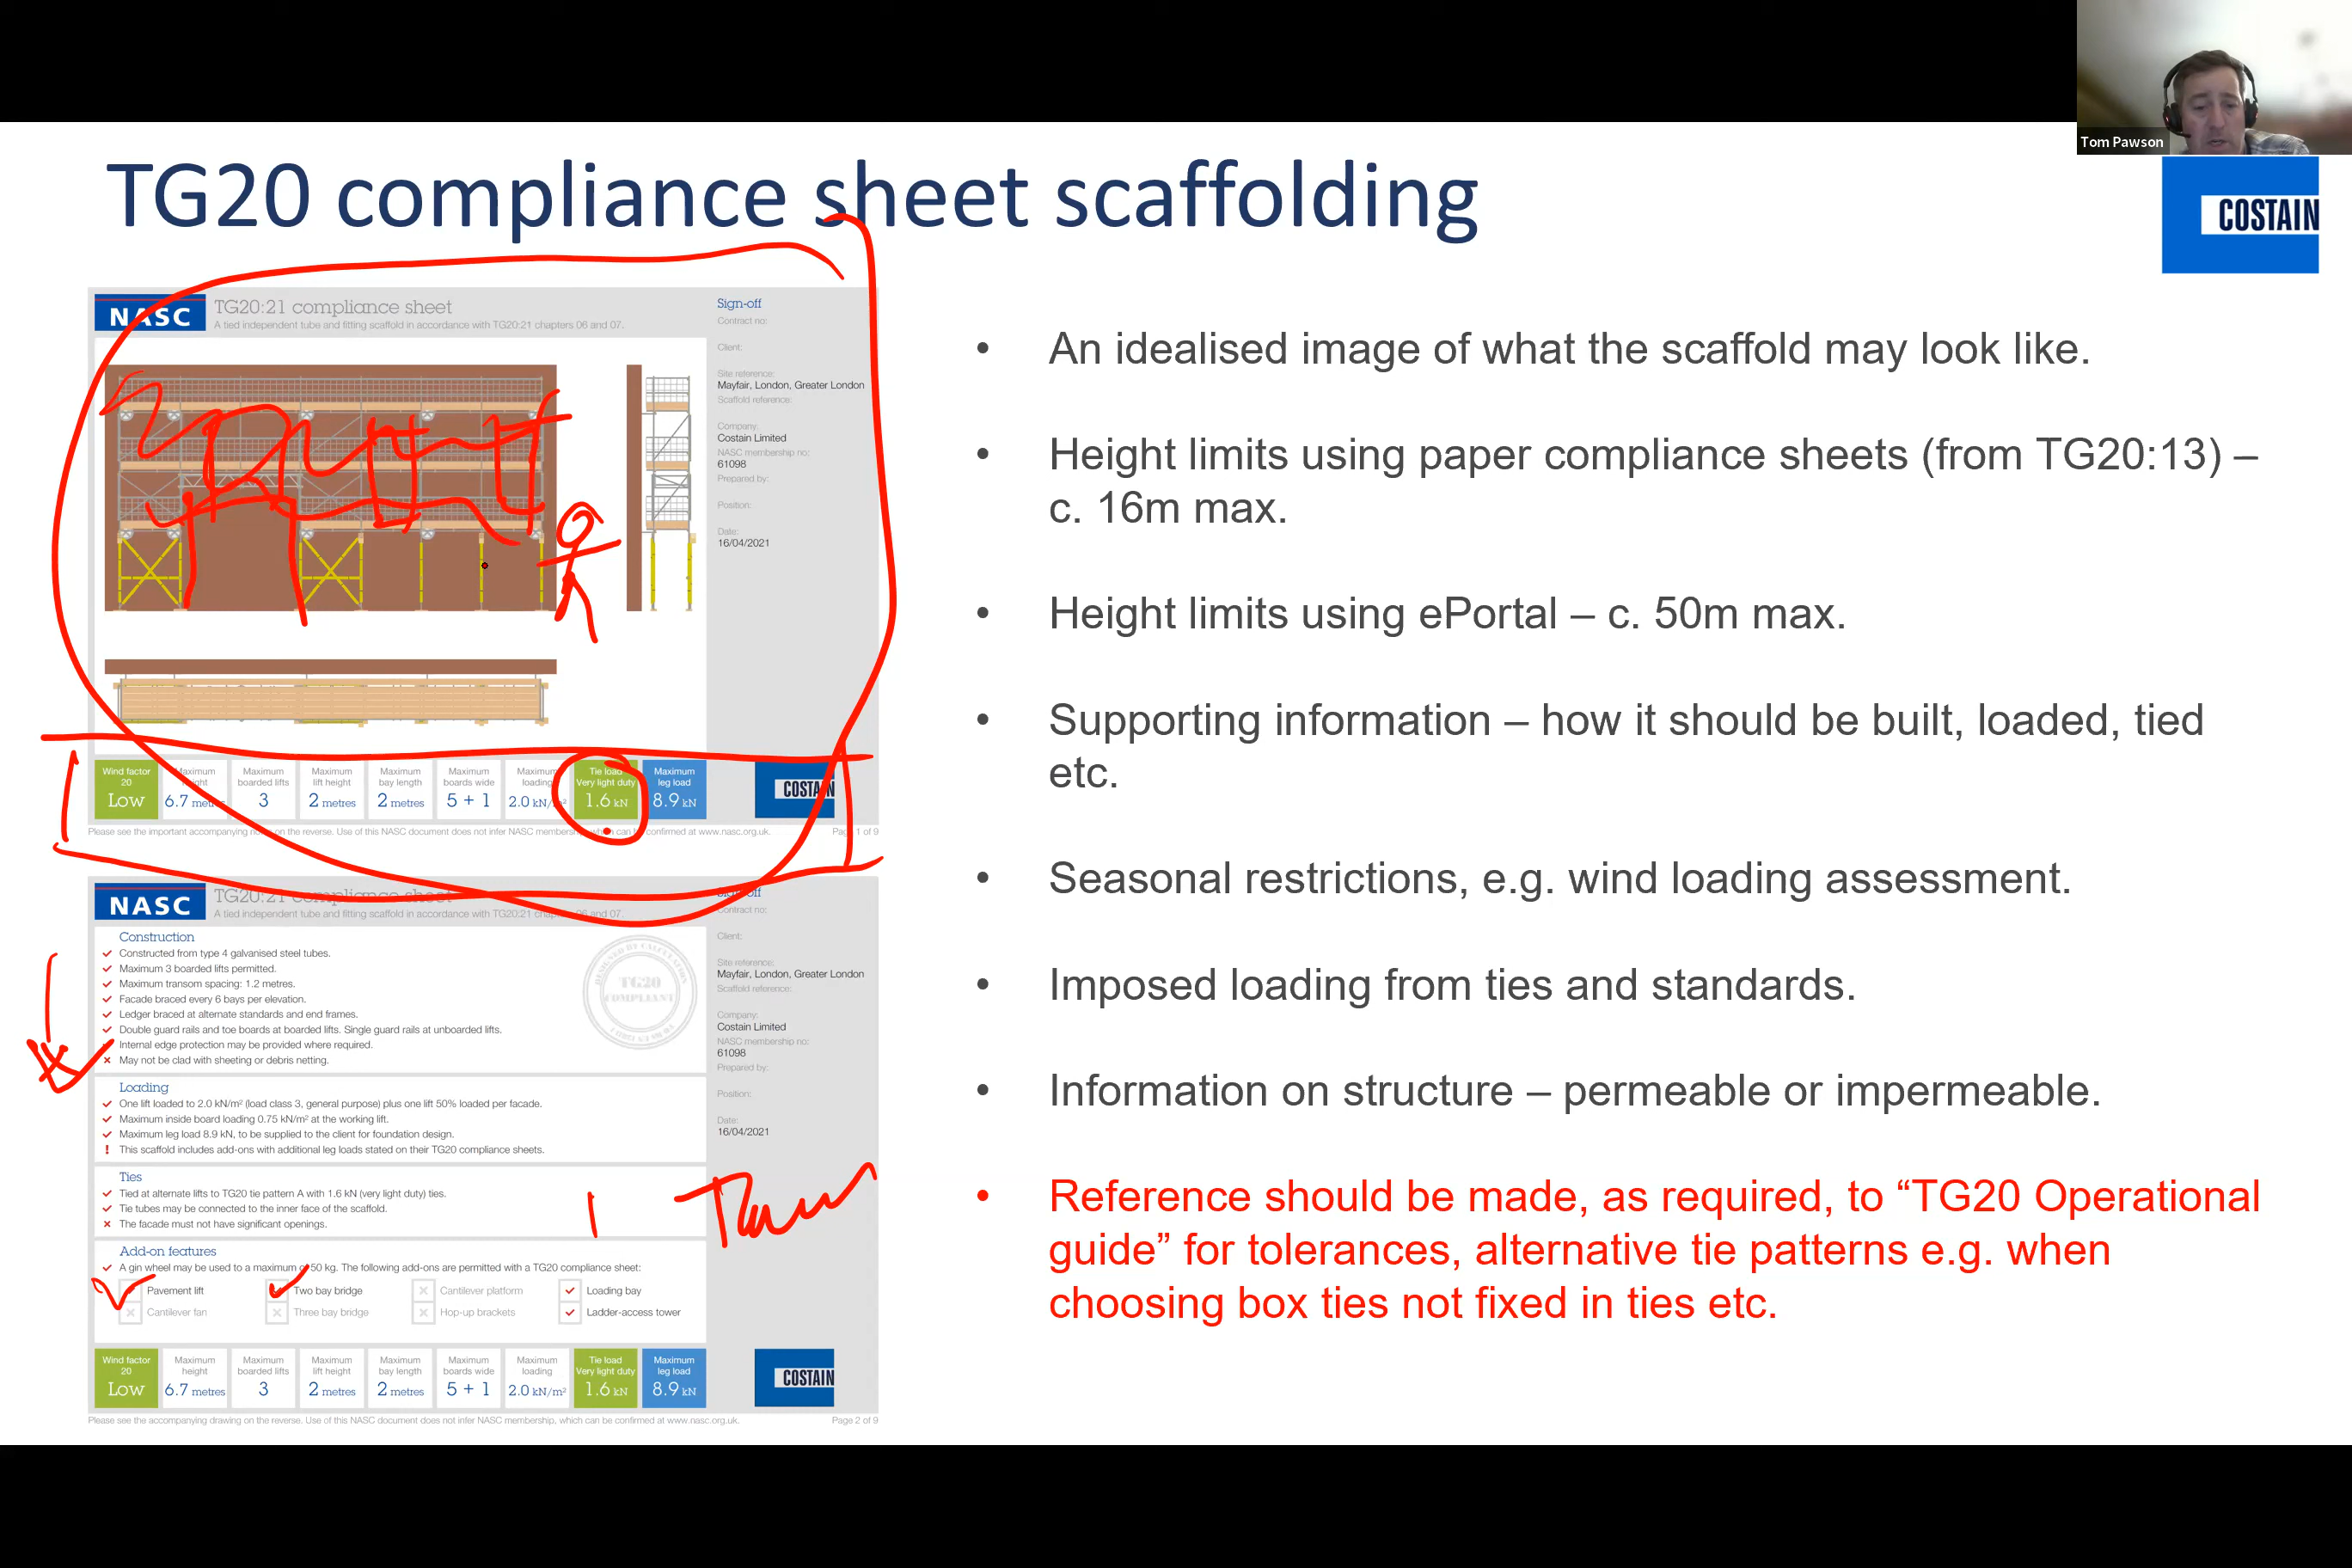 Tom Pawson
TG20 compliance sheet scaffolding
COSTAIN
NASC
TG20:21 compliance sheet
A tied independent tube and fitting scaffold in accordance with TG20:21 chapters 06 and 07.
Sign-off
Contract no:
Client:
Site reference:
Mayfair, London, Greater London
Scaffold reference:
Company:
Costain Limited
NASC membership no:
61098
Prepared by:
Position:
Date:
16/04/2021
Wind factor 20 Low
Maximum height 6.7 metres
Maximum boarded lifts 3
Maximum lift height 2 metres
Maximum bay length 2 metres
Maximum boards wide 5 + 1
Maximum loading 2.0 kN/m²
Tie load Very light duty 1.6 kN
Maximum leg load 8.9 kN
COSTAIN
Please see the important accompanying notes on the reverse. Use of this NASC document does not infer NASC membership, which can be confirmed at www.nasc.org.uk.
Page 1 of 9
NASC
TG20:21 compliance sheet
A tied independent tube and fitting scaffold in accordance with TG20:21 chapters 06 and 07.
Sign-off
Contract no:
Client:
Site reference:
Mayfair, London, Greater London
Scaffold reference:
Company:
Costain Limited
NASC membership no:
61098
Prepared by:
Position:
Date:
16/04/2021
TG20 COMPLIANT
Construction
Constructed from type 4 galvanised steel tubes.
Maximum 3 boarded lifts permitted.
Maximum transom spacing: 1.2 metres.
Facade braced every 6 bays per elevation.
Ledger braced at alternate standards and end frames.
Double guard rails and toe boards at boarded lifts. Single guard rails at unboarded lifts.
Internal edge protection may be provided where required.
May not be clad with sheeting or debris netting.
Loading
One lift loaded to 2.0 kN/m² (load class 3, general purpose) plus one lift 50% loaded per facade.
Maximum inside board loading 0.75 kN/m² at the working lift.
Maximum leg load 8.9 kN, to be supplied to the client for foundation design.
! This scaffold includes add-ons with additional leg loads stated on their TG20 compliance sheets.
Ties
Tied at alternate lifts to TG20 tie pattern A with 1.6 kN (very light duty) ties.
Tie tubes may be connected to the inner face of the scaffold.
The facade must not have significant openings.
Add-on features
A gin wheel may be used to a maximum of 50 kg. The following add-ons are permitted with a TG20 compliance sheet:
Pavement lift
Two bay bridge
Cantilever platform
Loading bay
Cantilever fan
Three bay bridge
Hop-up brackets
Ladder-access tower
Wind factor 20 Low
Maximum height 6.7 metres
Maximum boarded lifts 3
Maximum lift height 2 metres
Maximum bay length 2 metres
Maximum boards wide 5 + 1
Maximum loading 2.0 kN/m²
Tie load Very light duty 1.6 kN
Maximum leg load 8.9 kN
COSTAIN
Please see the accompanying drawing on the reverse. Use of this NASC document does not infer NASC membership, which can be confirmed at www.nasc.org.uk.
Page 2 of 9
• An idealised image of what the scaffold may look like.
• Height limits using paper compliance sheets (from TG20:13) –
c. 16m max.
• Height limits using ePortal – c. 50m max.
• Supporting information – how it should be built, loaded, tied
etc.
• Seasonal restrictions, e.g. wind loading assessment.
• Imposed loading from ties and standards.
• Information on structure – permeable or impermeable.
• Reference should be made, as required, to “TG20 Operational
guide” for tolerances, alternative tie patterns e.g. when
choosing box ties not fixed in ties etc.